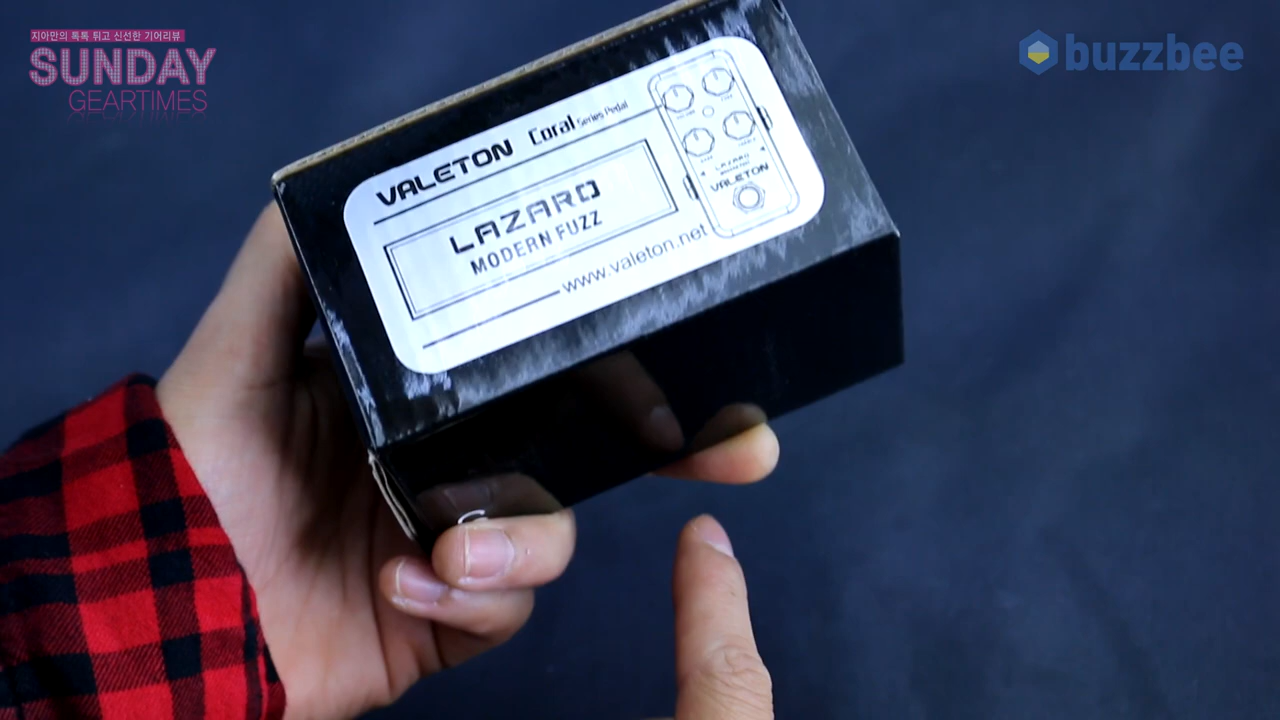 지아만의 톡톡 튀고 신선한 기어리뷰
SUNDAY
GEARTIMES
buzzbee
VALETON Coral Series Pedal
LAZARO
MODERN FUZZ
www.valeton.net
LAZARO
VALETON